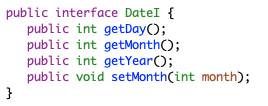 public interface DateI {
   public int getDay();
   public int getMonth();
   public int getYear();
   public void setMonth(int month);
}